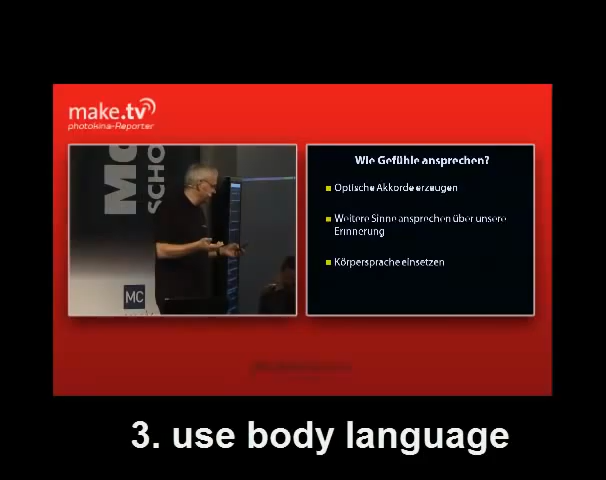 make.tv
photokina-Reporter
Wie Gefühle ansprechen?
Optische Akkorde erzeugen
Weitere Sinne ansprechen über unsere
Erinnerung
Körpersprache einsetzen
SCHO
MC
3. use body language